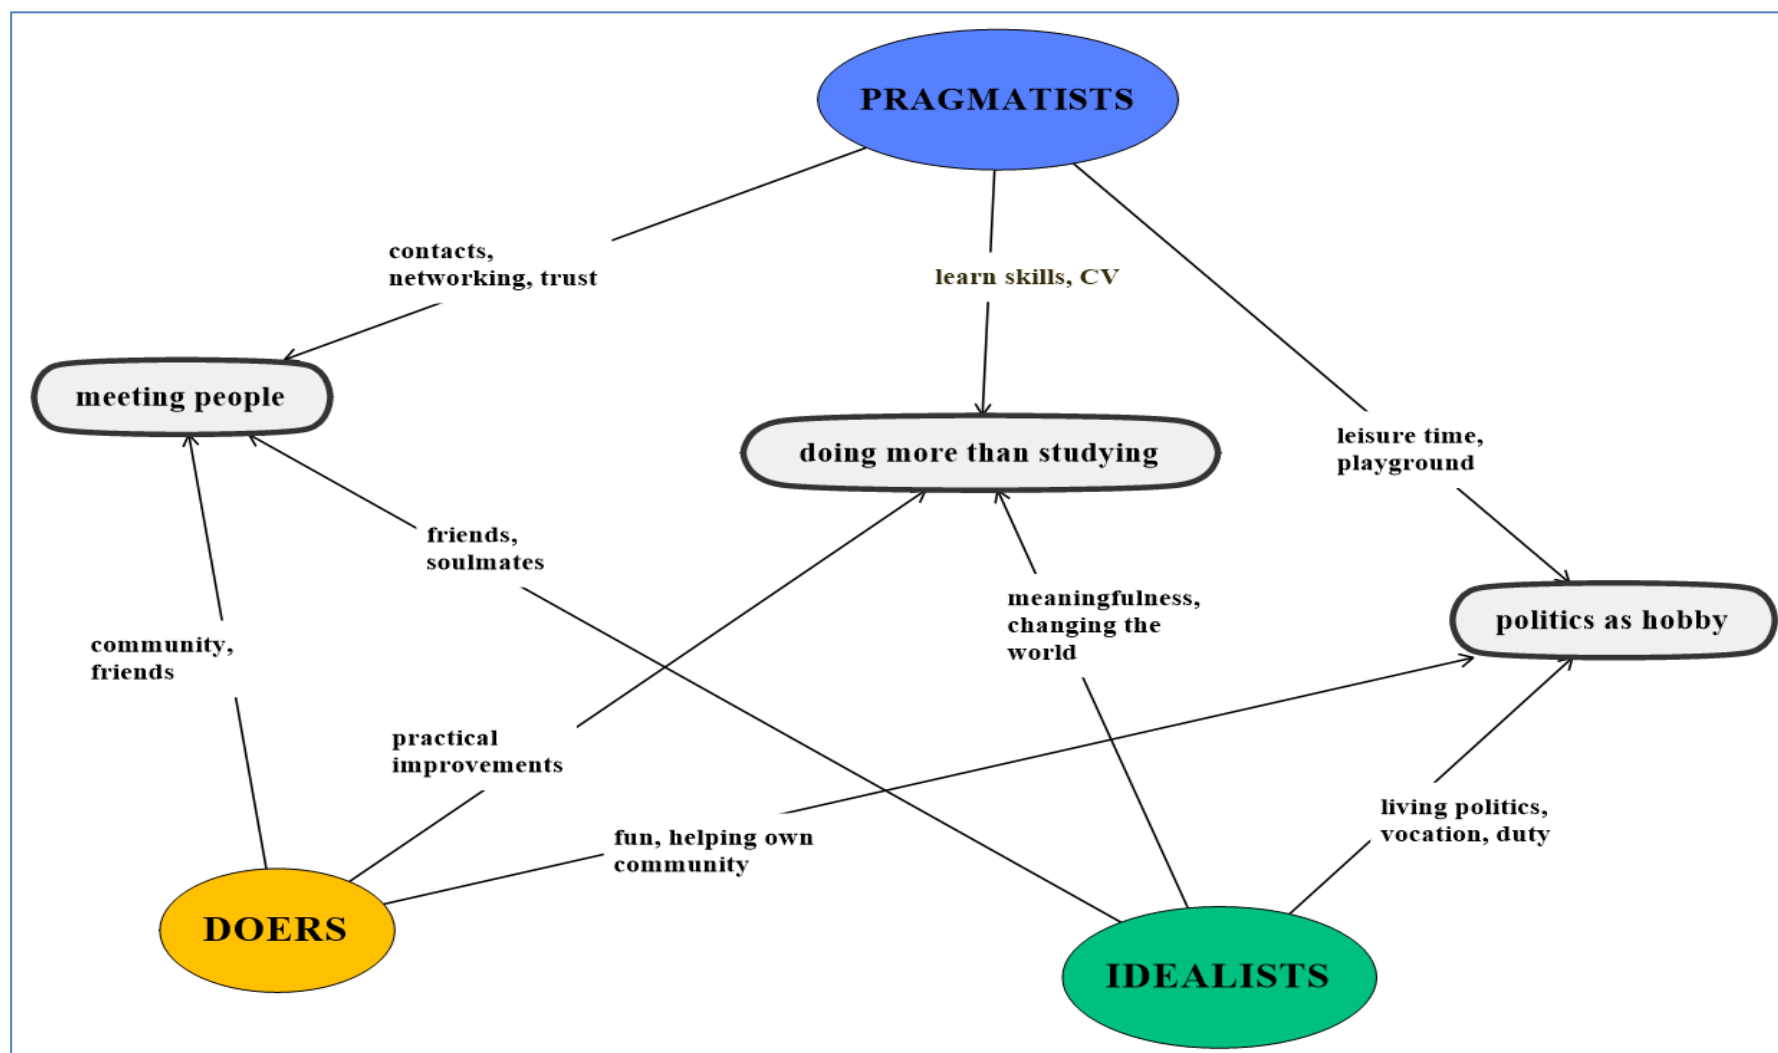 PRAGMATISTS
contacts,
networking, trust
learn skills, CV
meeting people
doing more than studying
leisure time,
playground
friends,
soulmates
meaningfulness,
changing the
world
politics as hobby
community,
friends
practical
improvements
fun, helping own
community
living politics,
vocation, duty
DOERS
IDEALISTS